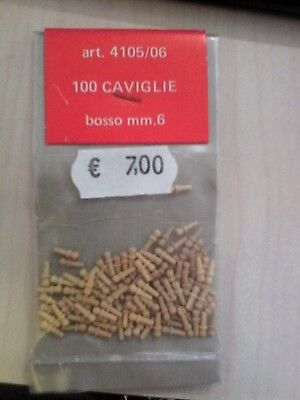 art. 4105/06
100 CAVIGLIE
bosso mm.6
€ 7,00